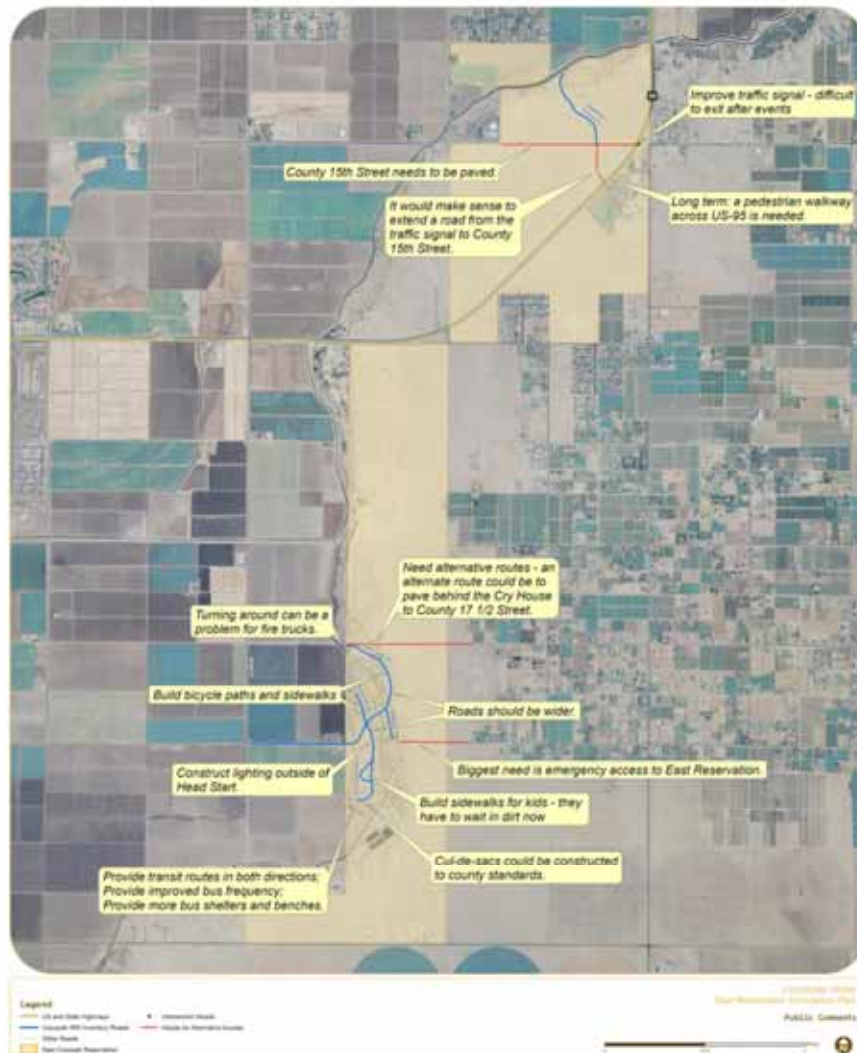 Improve traffic signal - difficult
to exit after events
County 15th Street needs to be paved.
It would make sense to
extend a road from the
traffic signal to County
15th Street.
Long term: a pedestrian walkway
across US-95 is needed.
Need alternative routes - an
alternate route could be to
pave behind the Cry House
to County 17 1/2 Street.
Turning around can be a
problem for fire trucks.
Build bicycle paths and sidewalks
Roads should be wider.
Construct lighting outside of
Head Start.
Biggest need is emergency access to East Reservation.
Build sidewalks for kids - they
have to wait in dirt now
Cul-de-sacs could be constructed
to county standards.
Provide transit routes in both directions;
Provide improved bus frequency;
Provide more bus shelters and benches.
Legend
US and State Highways
Other Roads
Public Comments